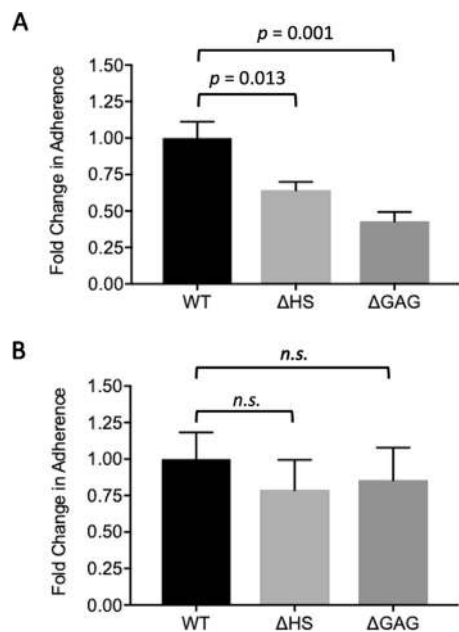 A
p = 0.001
p = 0.013
Fold Change in Adherence
1.50
1.25
1.00
0.75
0.50
0.25
0.00
WT ΔHS ΔGAG
B
n.s.
n.s.
Fold Change in Adherence
1.50
1.25
1.00
0.75
0.50
0.25
0.00
WT ΔHS ΔGAG